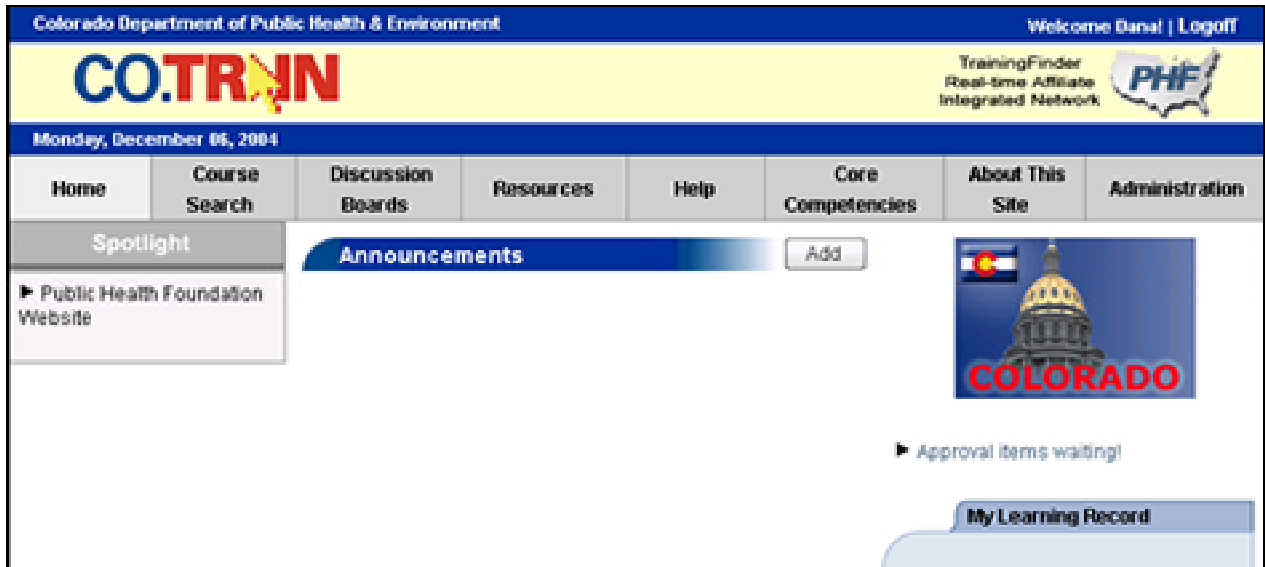 Colorado Department of Public Health & Environment
Welcome Dana! | Logoff
CO.TRAIN
TrainingFinder
Real-time Affiliate
Integrated Network
PHF
Monday, December 06, 2004
Home
Course
Search
Discussion
Boards
Resources
Help
Core
Competencies
About This
Site
Administration
Spotlight
Public Health Foundation
Website
Announcements
Add
C
COLORADO
Approval items waiting!
My Learning Record